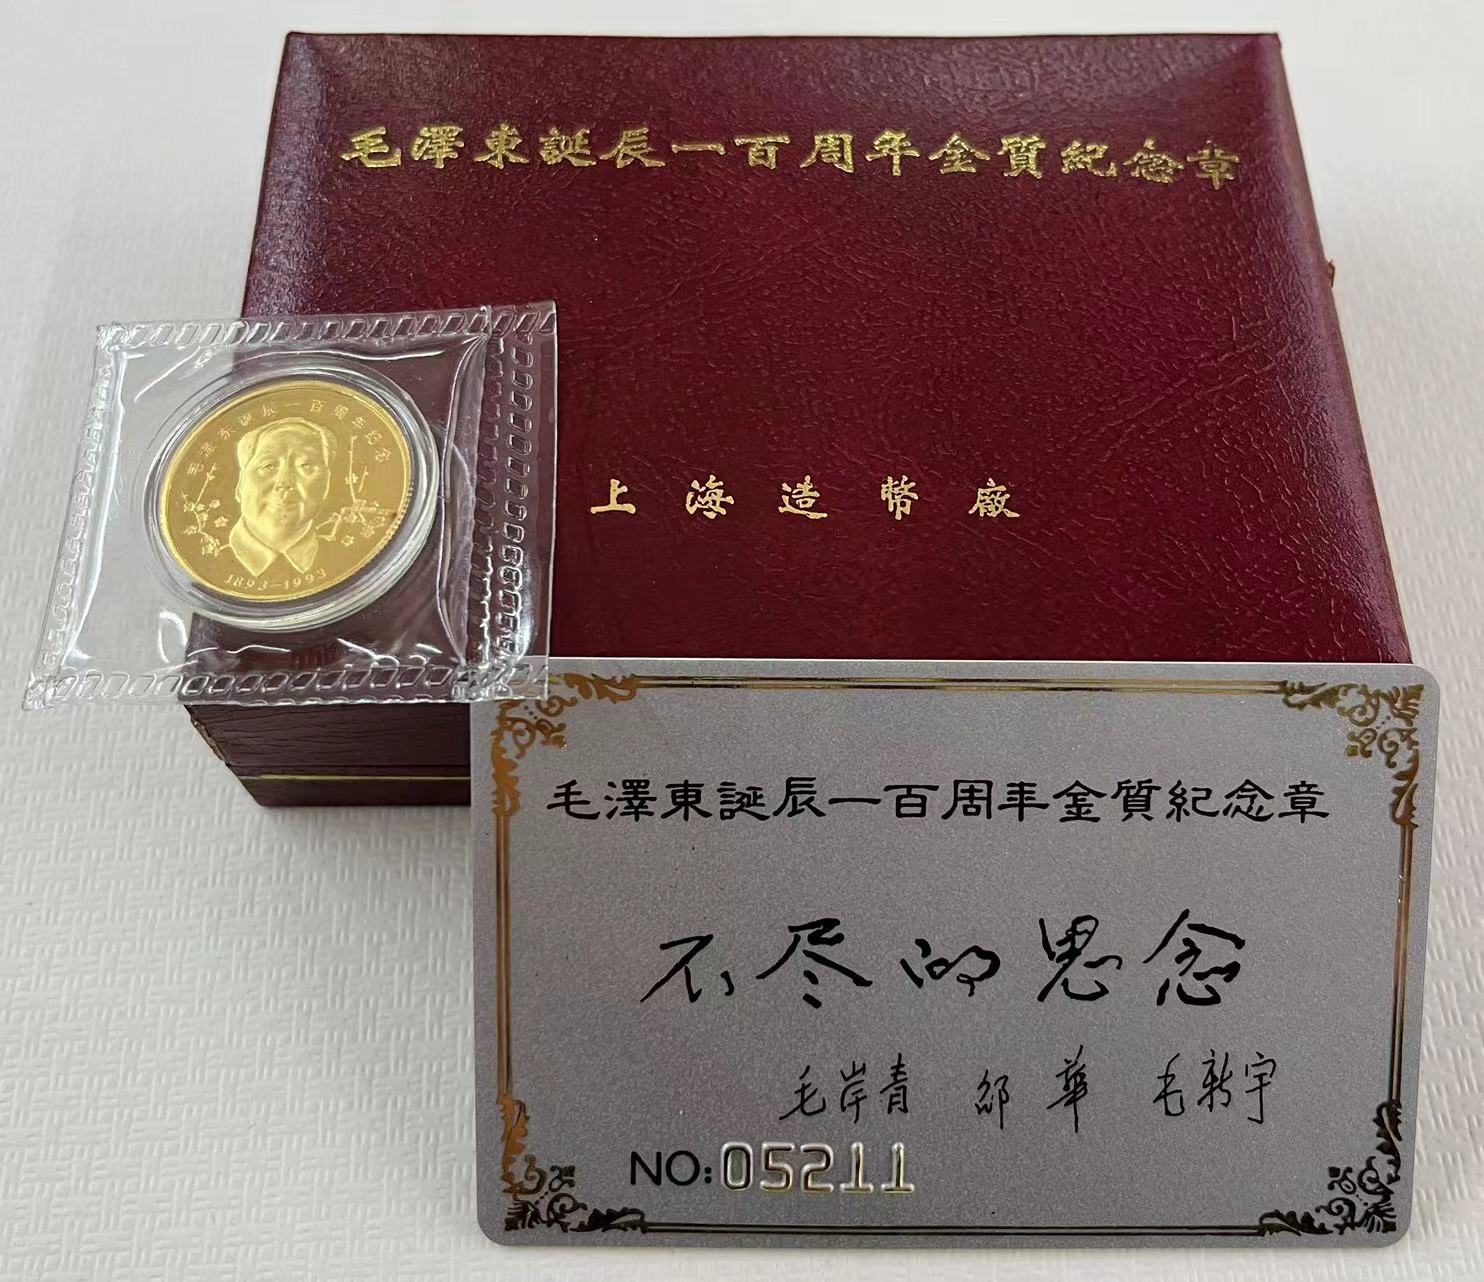 毛澤東誕辰一百周年金質紀念章
毛澤東誕辰一百周年纪念
1893-1993
上海造幣廠
毛澤東誕辰一百周年金質紀念章
不尽的思念
毛岸青 邵華 毛新宇
NO:05211